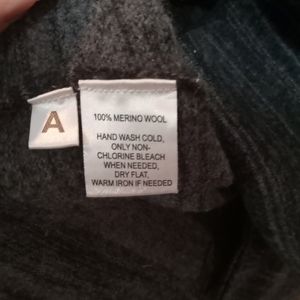 A
100% MERINO WOOL
HAND WASH COLD,
ONLY NON-
CHLORINE BLEACH
WHEN NEEDED,
DRY FLAT,
WARM IRON IF NEEDED